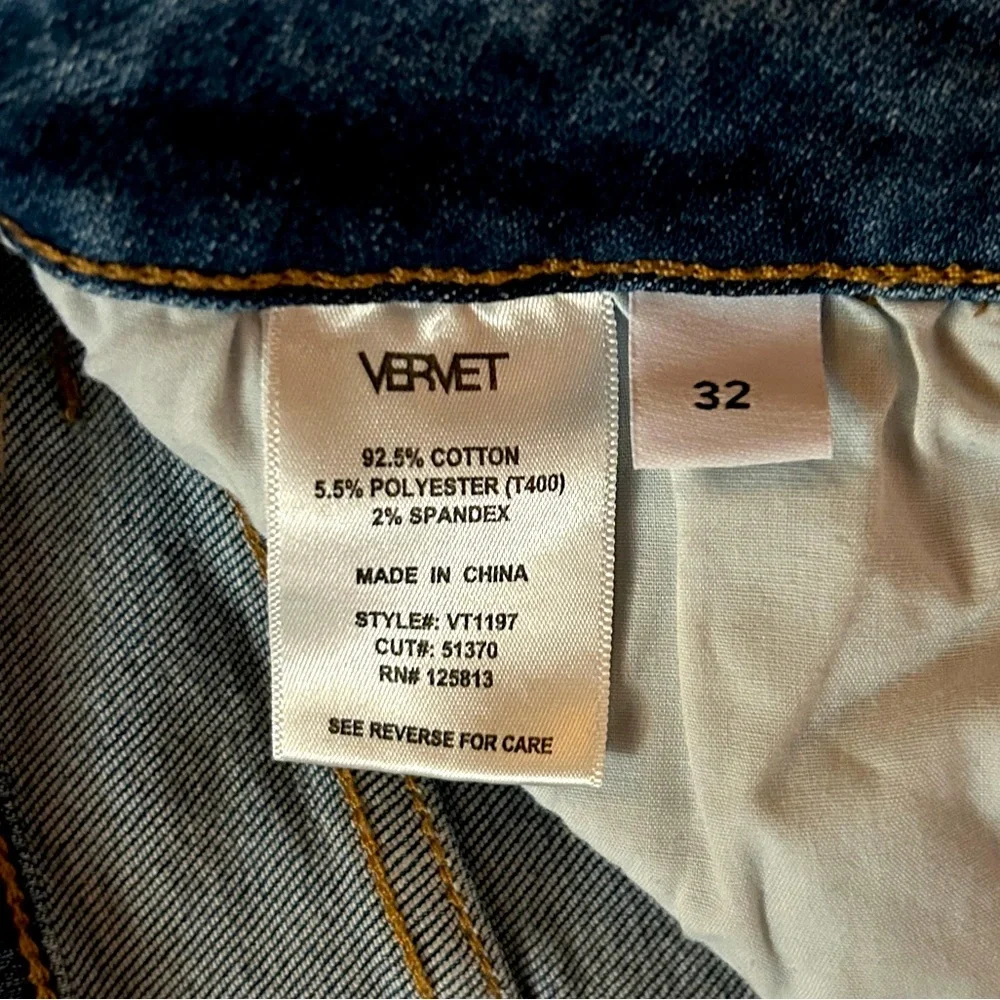 VERVET
92.5% COTTON
5.5% POLYESTER (T400)
2% SPANDEX
MADE IN CHINA
STYLE#: VT1197
CUT#: 51370
RN# 125813
SEE REVERSE FOR CARE
32